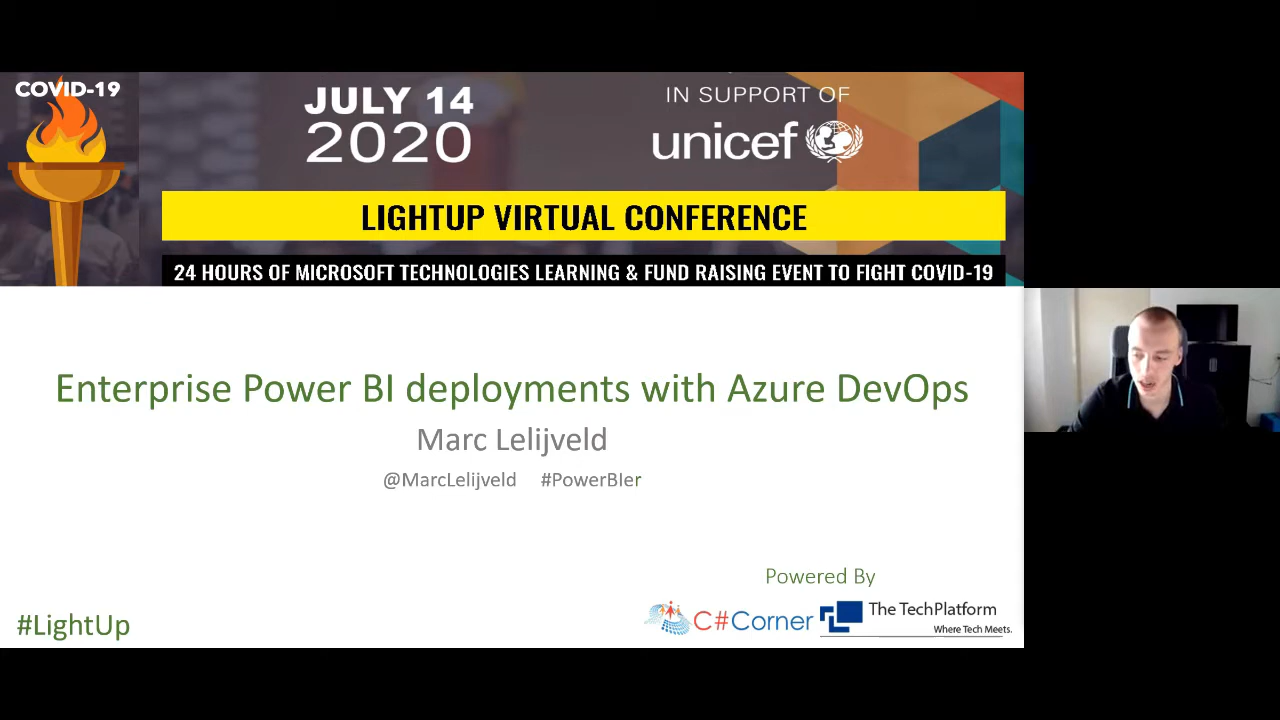 COVID-19
JULY 14
2020
IN SUPPORT OF
unicef
LIGHTUP VIRTUAL CONFERENCE
24 HOURS OF MICROSOFT TECHNOLOGIES LEARNING & FUND RAISING EVENT TO FIGHT COVID-19
Enterprise Power BI deployments with Azure DevOps
Marc Lelijveld
@MarcLelijveld #PowerBIer
Powered By
C#Corner
The TechPlatform
Where Tech Meets.
#LightUp